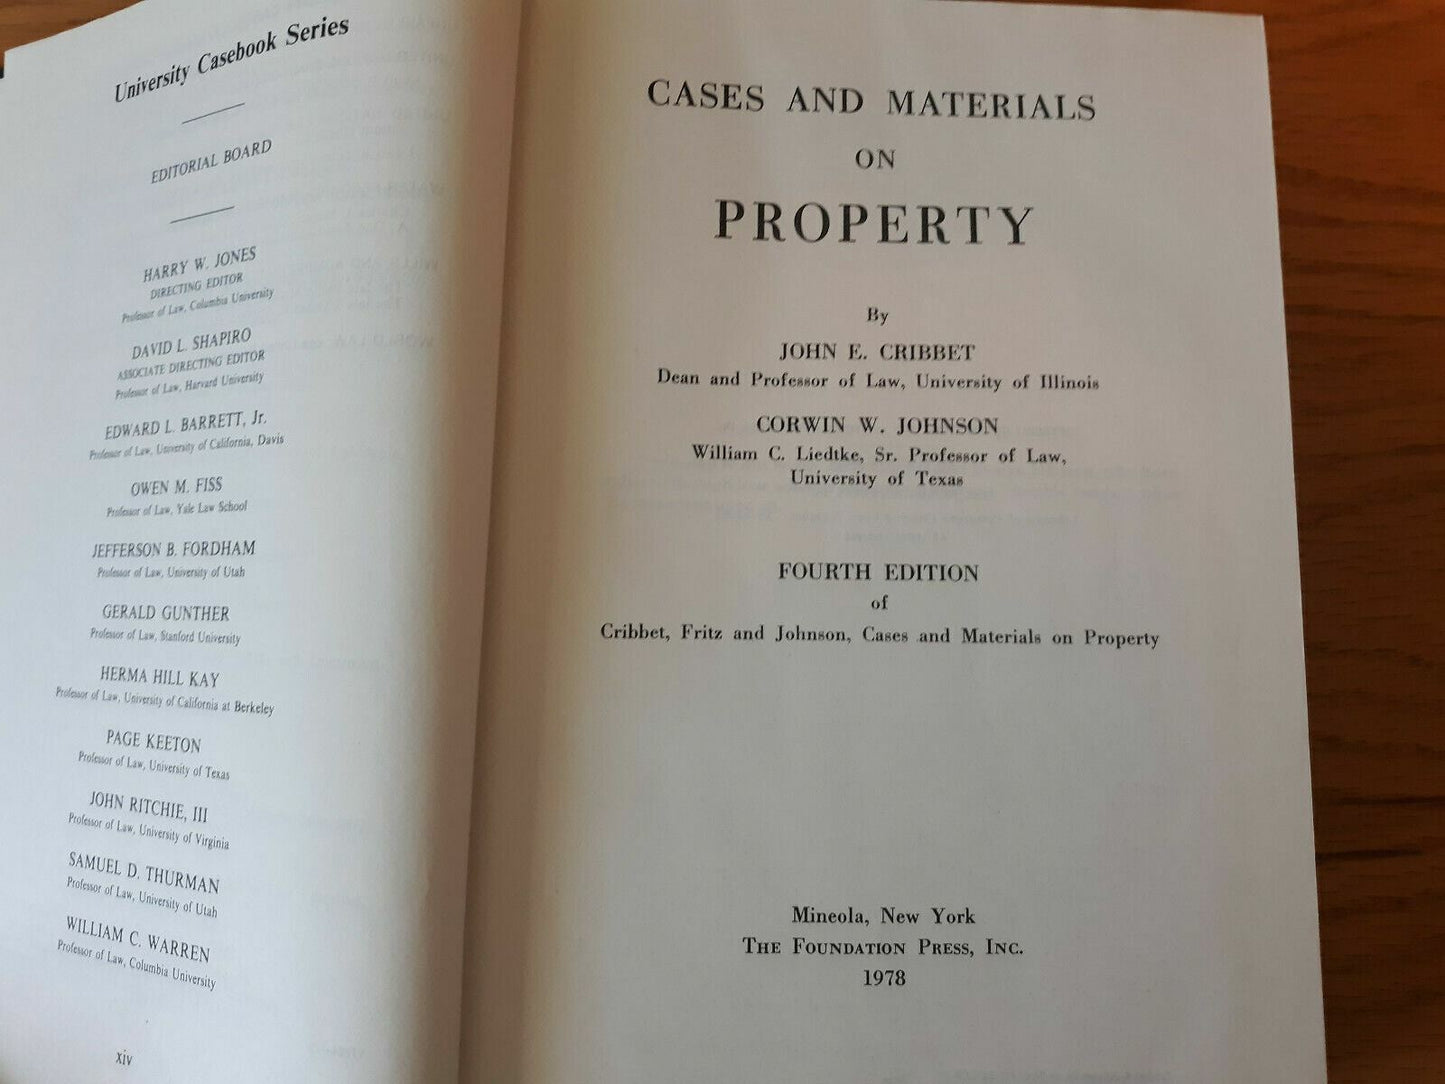 University Casebook Series
EDITORIAL BOARD
HARRY W. JONES
DIRECTING EDITOR
Professor of Law, Columbia University
DAVID L. SHAPIRO
ASSOCIATE DIRECTING EDITOR
Professor of Law, Harvard University
EDWARD L. BARRETT, Jr.
Professor of Law, University of California, Davis
OWEN M. FISS
Professor of Law, Yale Law School
JEFFERSON B. FORDHAM
Professor of Law, University of Utah
GERALD GUNTHER
Professor of Law, Stanford University
HERMA HILL KAY
Professor of Law, University of California at Berkeley
PAGE KEETON
Professor of Law, University of Texas
JOHN RITCHIE, III
Professor of Law, University of Virginia
SAMUEL D. THURMAN
Professor of Law, University of Utah
WILLIAM C. WARREN
Professor of Law, Columbia University
xiv
CASES AND MATERIALS
ON
PROPERTY
By
JOHN E. CRIBBET
Dean and Professor of Law, University of Illinois
CORWIN W. JOHNSON
William C. Liedtke, Sr. Professor of Law,
University of Texas
FOURTH EDITION
of
Cribbet, Fritz and Johnson, Cases and Materials on Property
Mineola, New York
THE FOUNDATION PRESS, INC.
1978